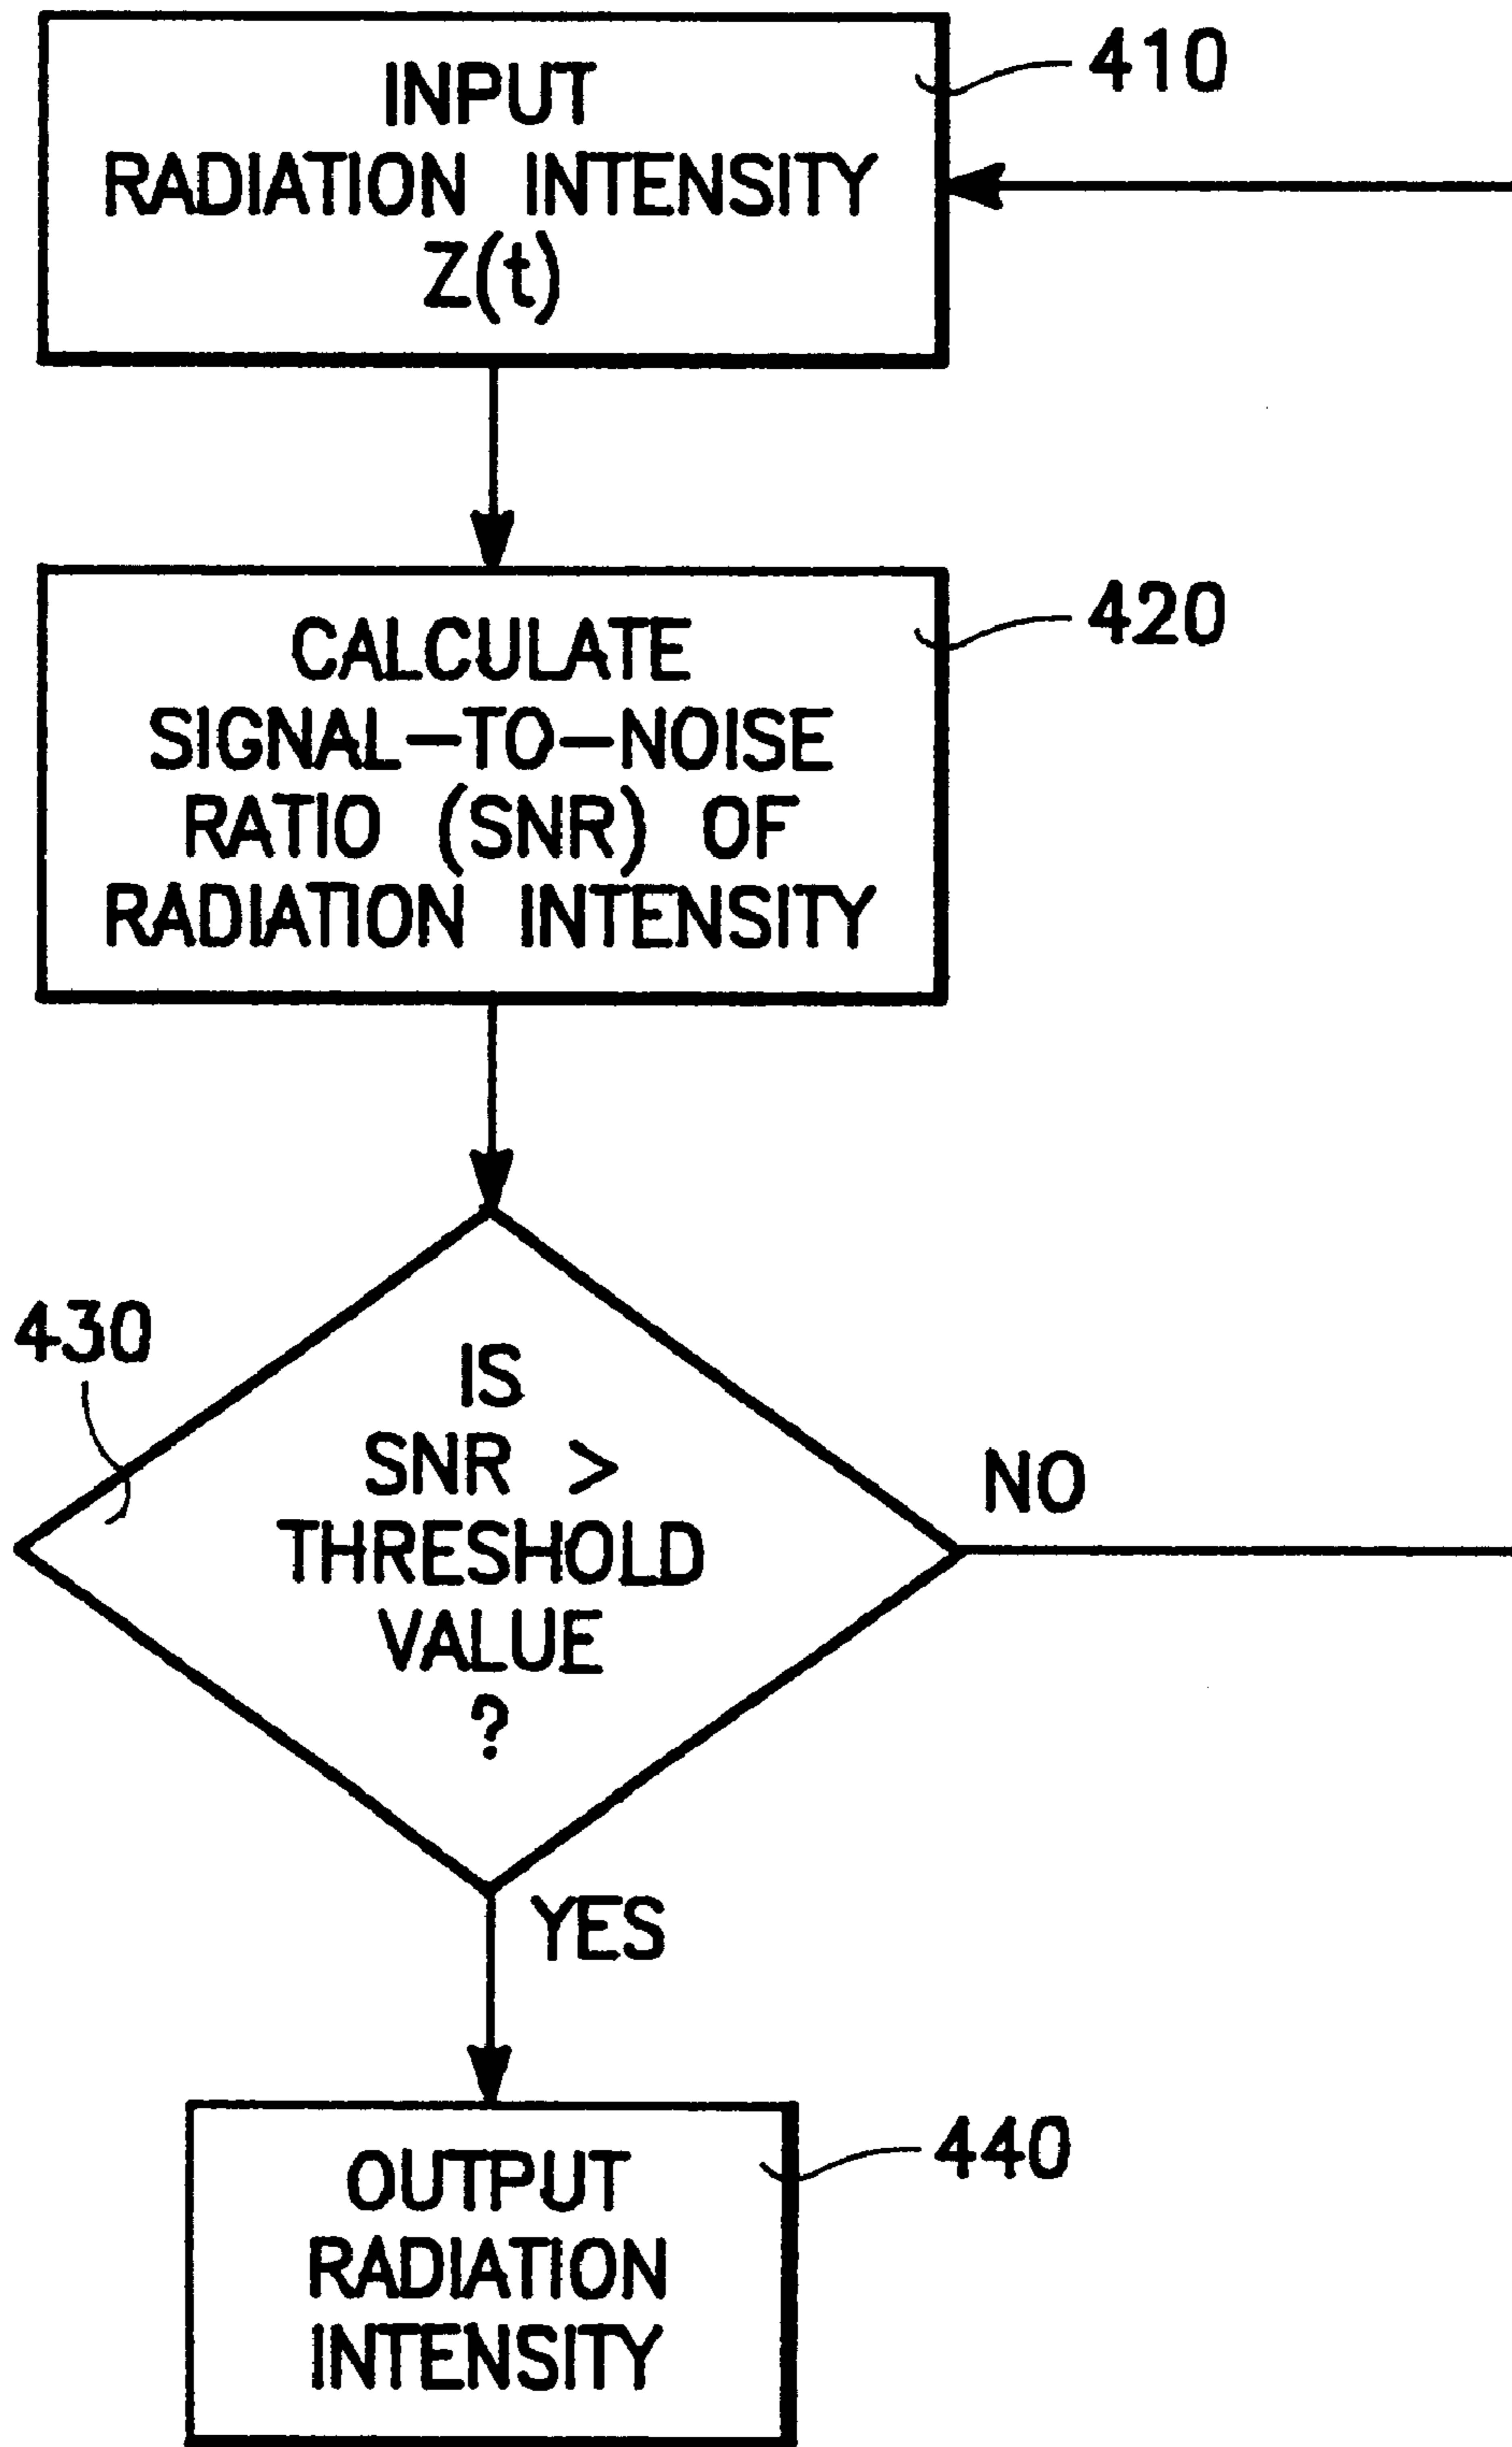 INPUT
RADIATION INTENSITY
Z(t)
410
CALCULATE
SIGNAL-TO-NOISE
RATIO (SNR) OF
RADIATION INTENSITY
420
430
IS
SNR >
THRESHOLD
VALUE
?
NO
YES
OUTPUT
RADIATION
INTENSITY
440